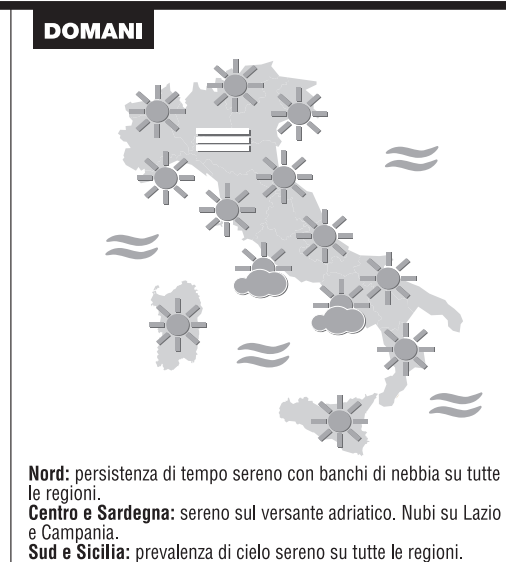 DOMANI
Nord: persistenza di tempo sereno con banchi di nebbia su tutte
le regioni.
Centro e Sardegna: sereno sul versante adriatico. Nubi su Lazio
e Campania.
Sud e Sicilia: prevalenza di cielo sereno su tutte le regioni.